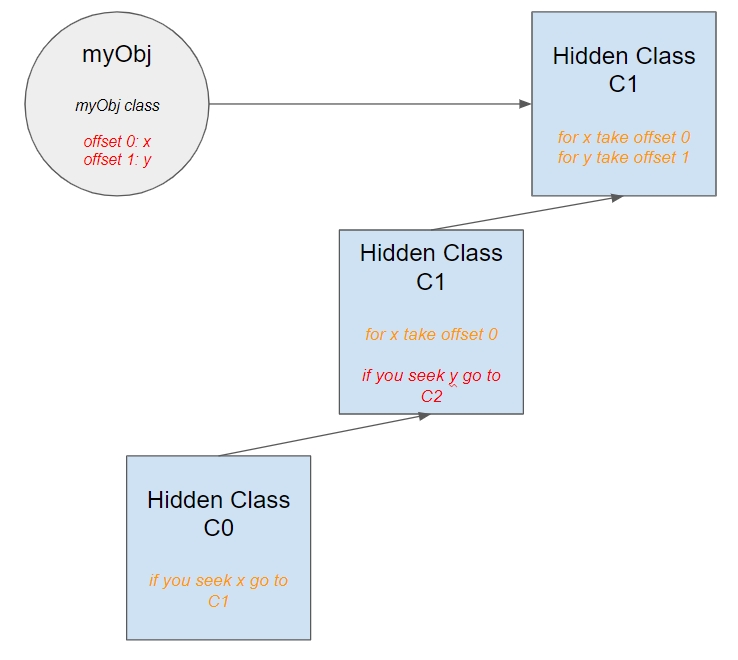 myObj
myObj class
offset 0: x
offset 1: y
Hidden Class
C1
for x take offset 0
for y take offset 1
Hidden Class
C1
for x take offset 0
if you seek y go to
C2
Hidden Class
C0
if you seek x go to
C1